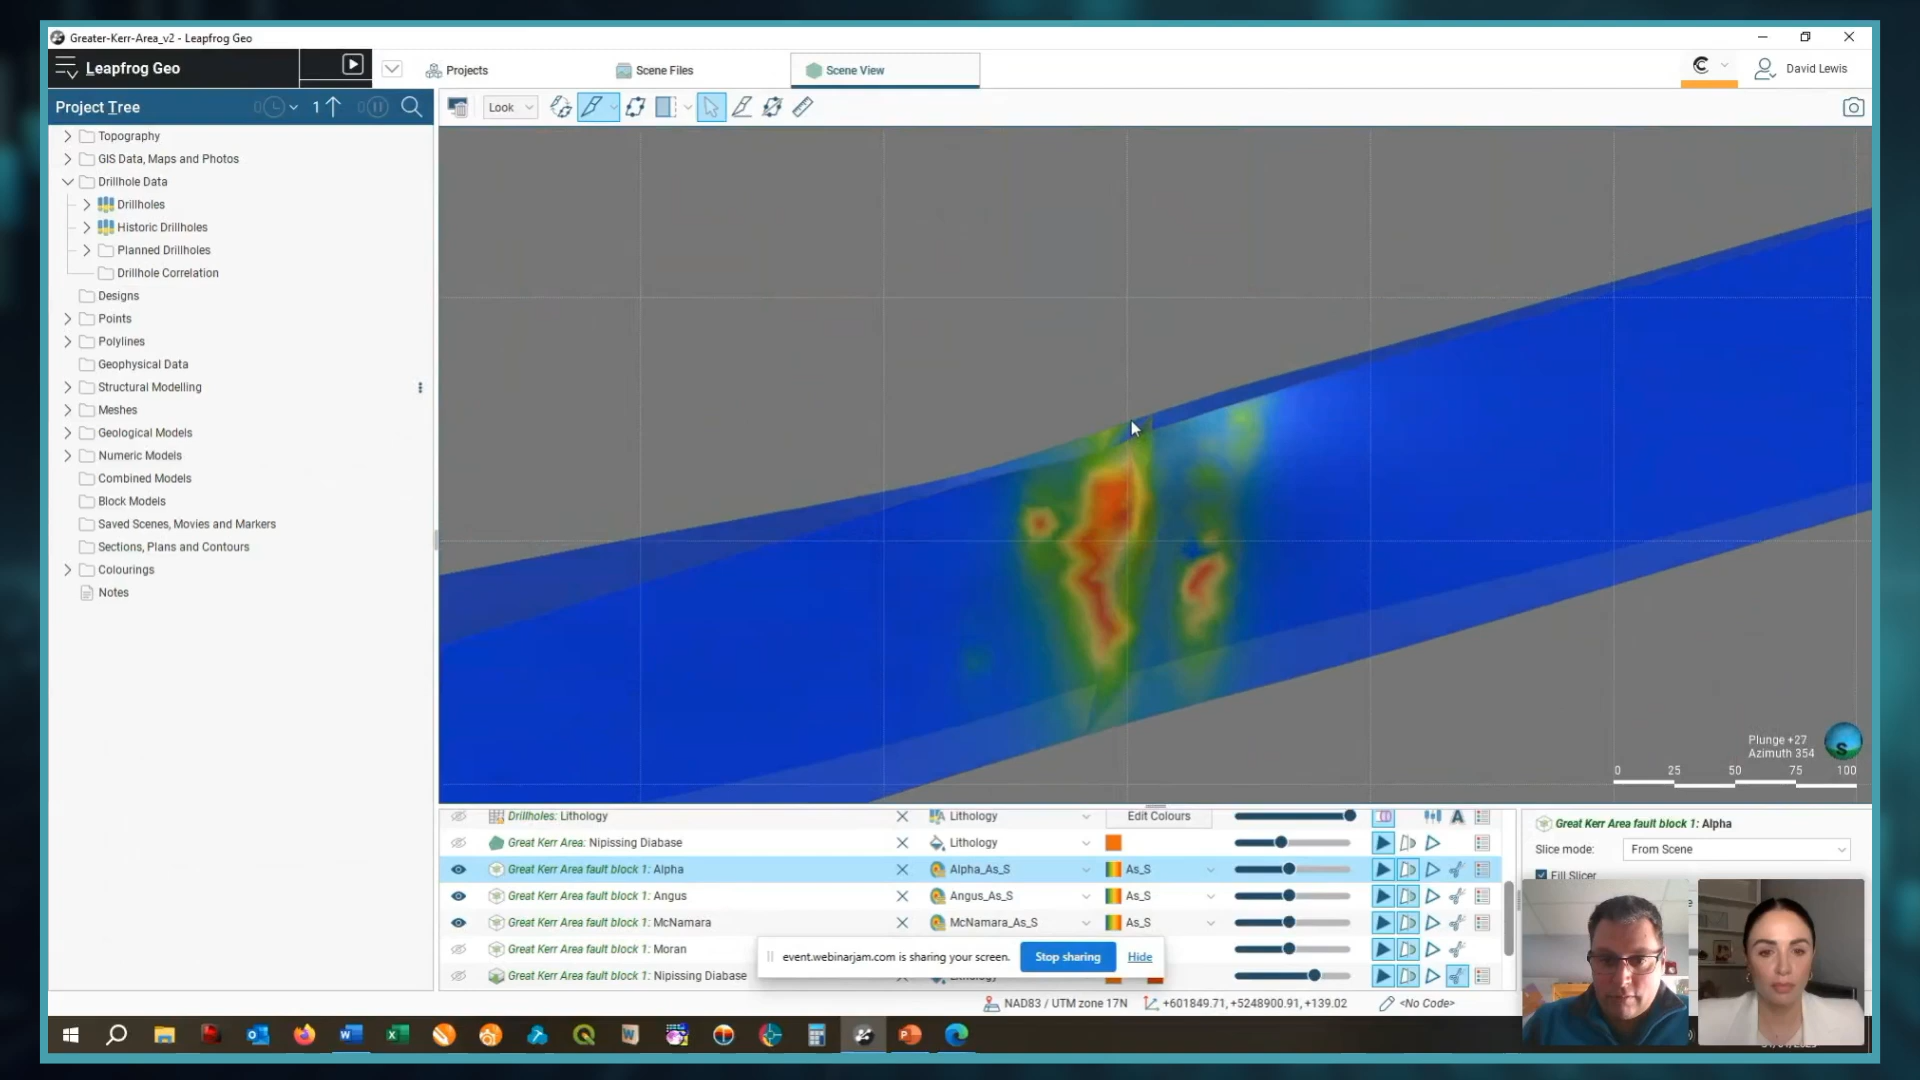 Greater-Kerr-Area_v2 - Leapfrog Geo
Leapfrog Geo
Projects
Scene Files
Scene View
David Lewis
Project Tree
1
Look
Topography
GIS Data, Maps and Photos
Drillhole Data
Drillholes
Historic Drillholes
Planned Drillholes
Drillhole Correlation
Designs
Points
Polylines
Geophysical Data
Structural Modelling
Meshes
Geological Models
Numeric Models
Combined Models
Block Models
Saved Scenes, Movies and Markers
Sections, Plans and Contours
Colourings
Notes
Plunge +27
Azimuth 354
S
0 25 50 75 100
Drillholes: Lithology Lithology Edit Colours A
Great Kerr Area: Nipissing Diabase Lithology
Great Kerr Area fault block 1: Alpha Alpha_As_S As_S
Great Kerr Area fault block 1: Angus Angus_As_S As_S
Great Kerr Area fault block 1: McNamara McNamara_As_S As_S
Great Kerr Area fault block 1: Moran
Great Kerr Area fault block 1: Nipissing Diabase
Great Kerr Area fault block 1: Alpha
Slice mode: From Scene
Fill Slicer
event.webinarjam.com is sharing your screen. Stop sharing Hide
NAD83 / UTM zone 17N +601849.71, +5248900.91, +139.02 <No Code>